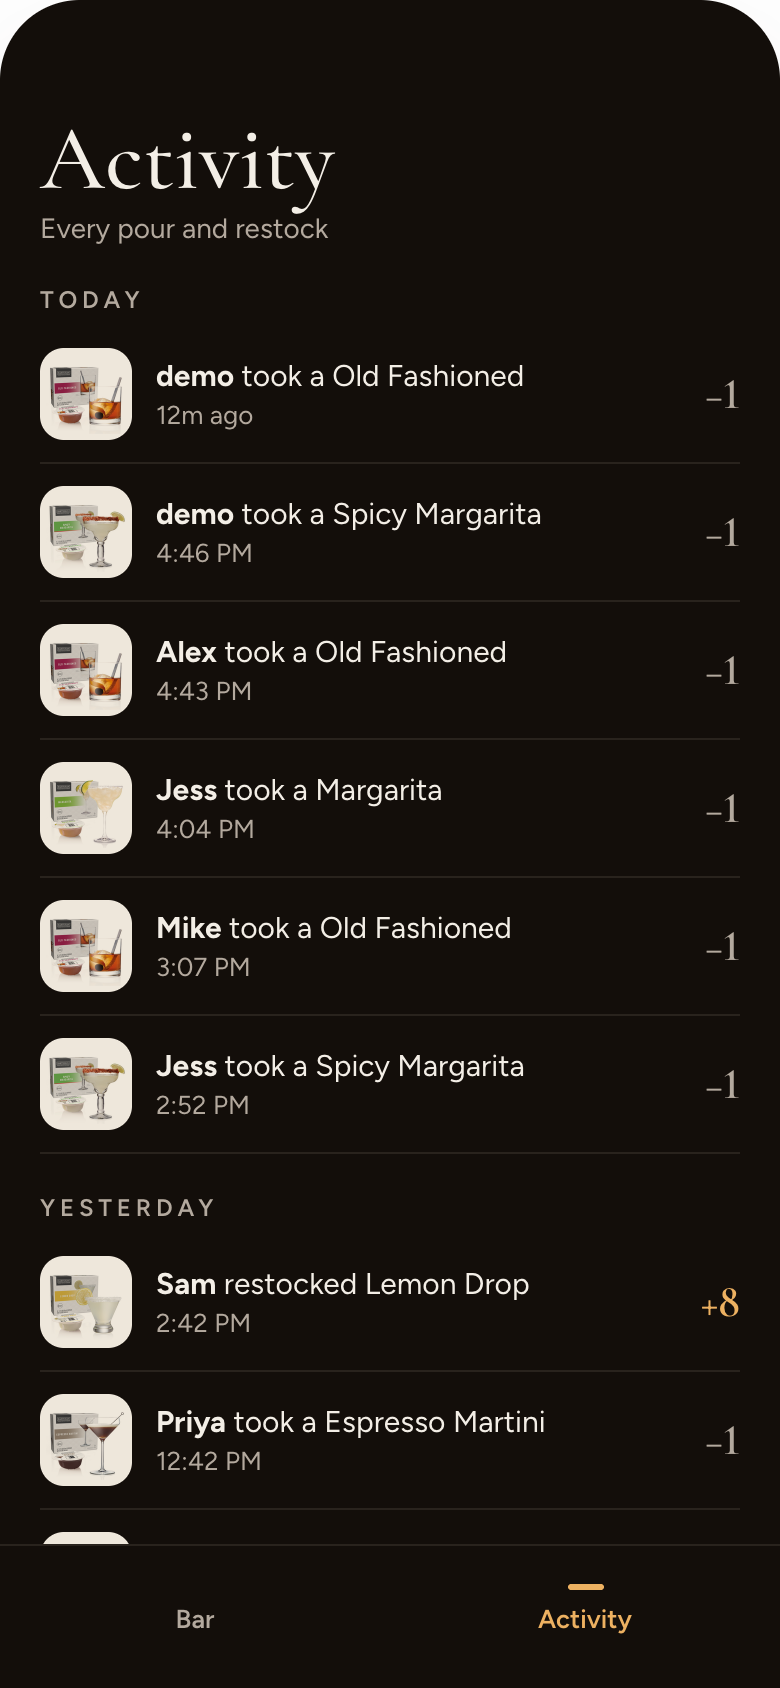 Activity
Every pour and restock
TODAY
demo took a Old Fashioned
12m ago
–1
demo took a Spicy Margarita
4:46 PM
–1
Alex took a Old Fashioned
4:43 PM
–1
Jess took a Margarita
4:04 PM
–1
Mike took a Old Fashioned
3:07 PM
–1
Jess took a Spicy Margarita
2:52 PM
–1
YESTERDAY
Sam restocked Lemon Drop
2:42 PM
+8
Priya took a Espresso Martini
12:42 PM
–1
Bar
Activity